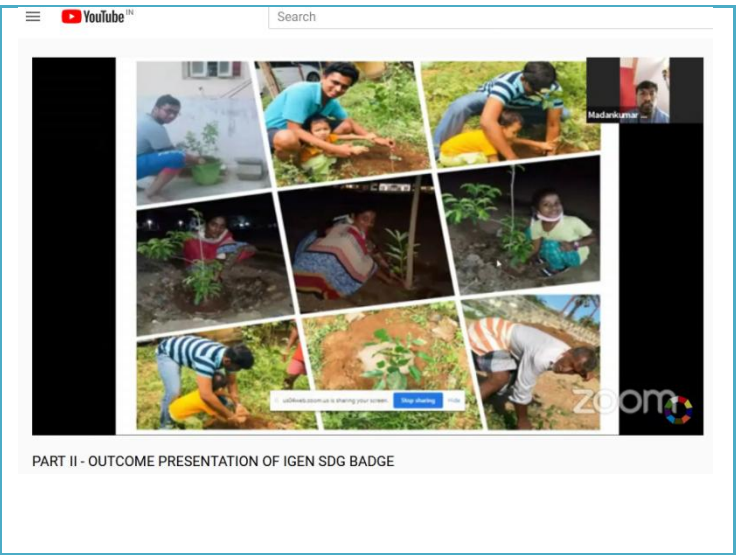 YouTube IN
Search
Madankumar ...
us04web.zoom.us is sharing your screen. Stop sharing Hide
zoom
PART II - OUTCOME PRESENTATION OF IGEN SDG BADGE